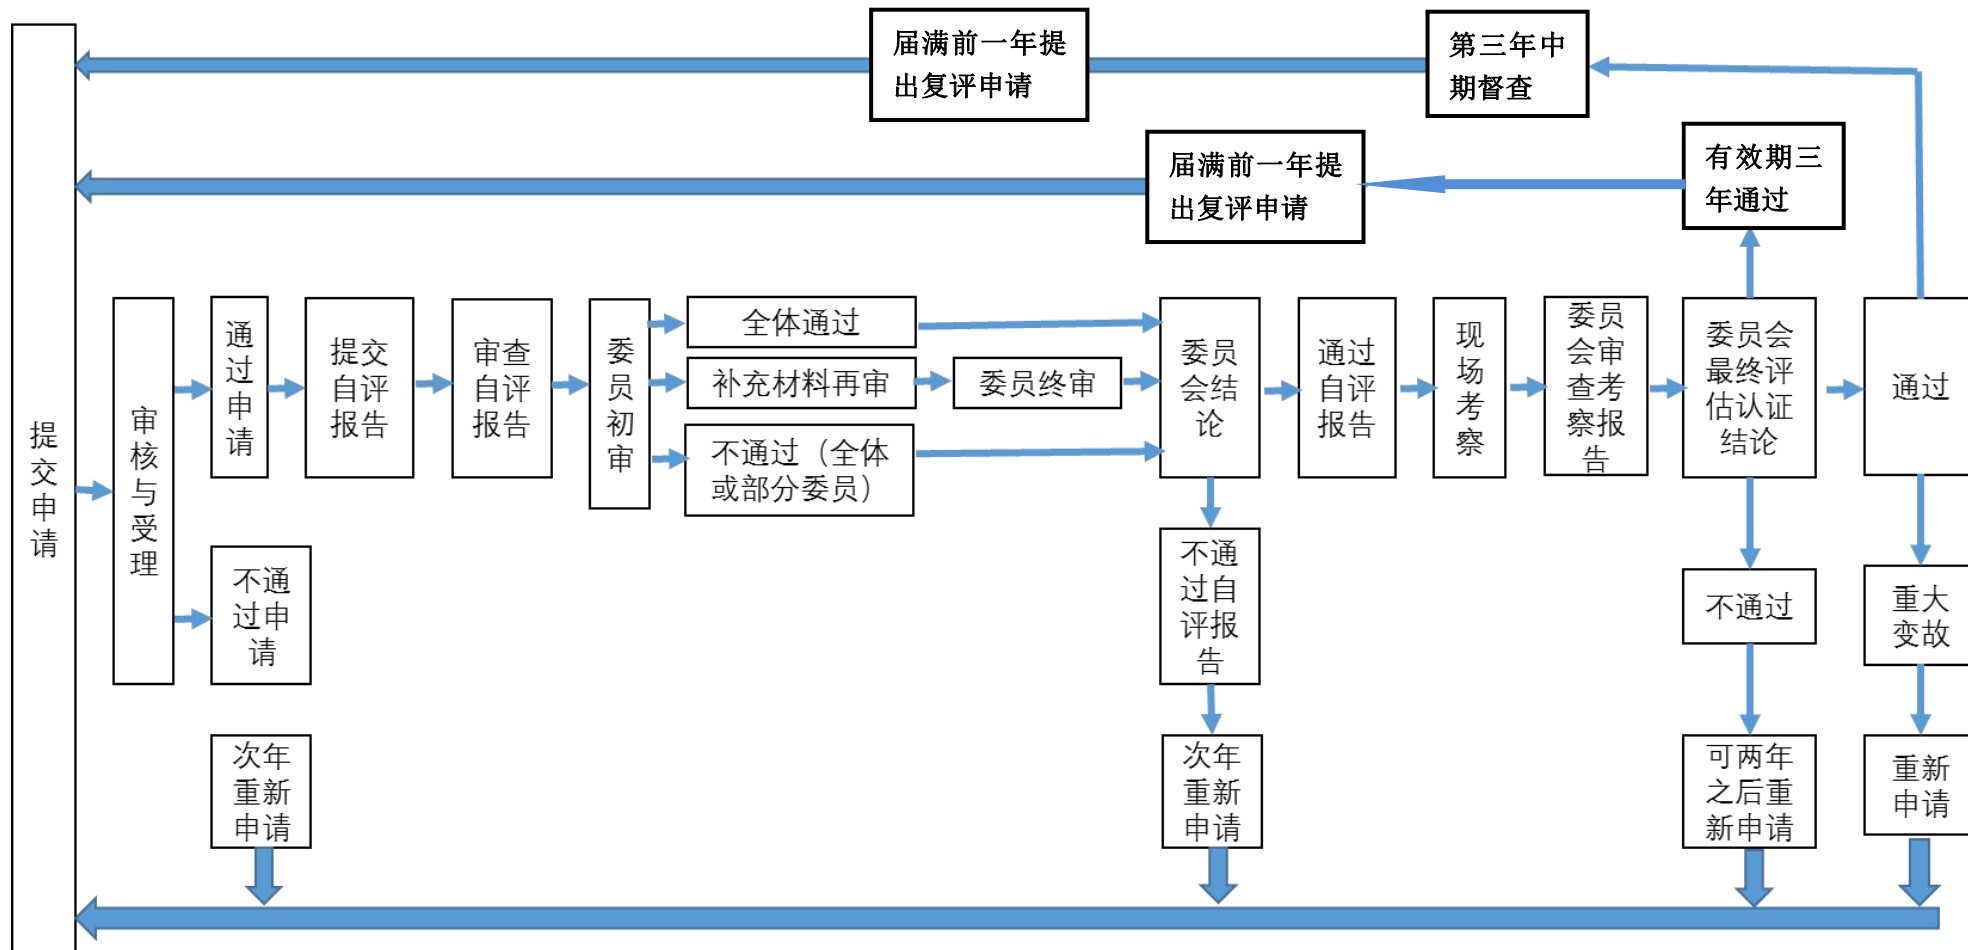 届满前一年提
出复评申请
第三年中
期督查
届满前一年提
出复评申请
有效期三
年通过
提
交
申
请
审
核
与
受
理
通
过
申
请
不通
过申
请
次年
重新
申请
提交
自评
报告
审查
自评
报告
委
员
初
审
全体通过
补充材料再审
不通过（全体
或部分委员）
委员终审
委员
会结
论
不通
过自
评报
告
次年
重新
申请
通过
自评
报告
现
场
考
察
委员
会审
查考
察报
告
委员会
最终评
估认证
结论
不通过
可两年
之后重
新申请
通过
重大
变故
重新
申请